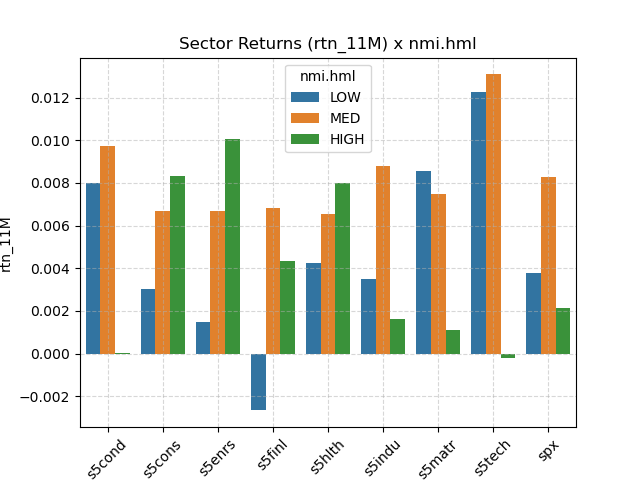 Sector Returns (rtn_11M) x nmi.hml
nmi.hml
LOW
MED
HIGH
rtn_11M
0.012
0.010
0.008
0.006
0.004
0.002
0.000
−0.002
s5cond
s5cons
s5enrs
s5finl
s5hlth
s5indu
s5matr
s5tech
spx